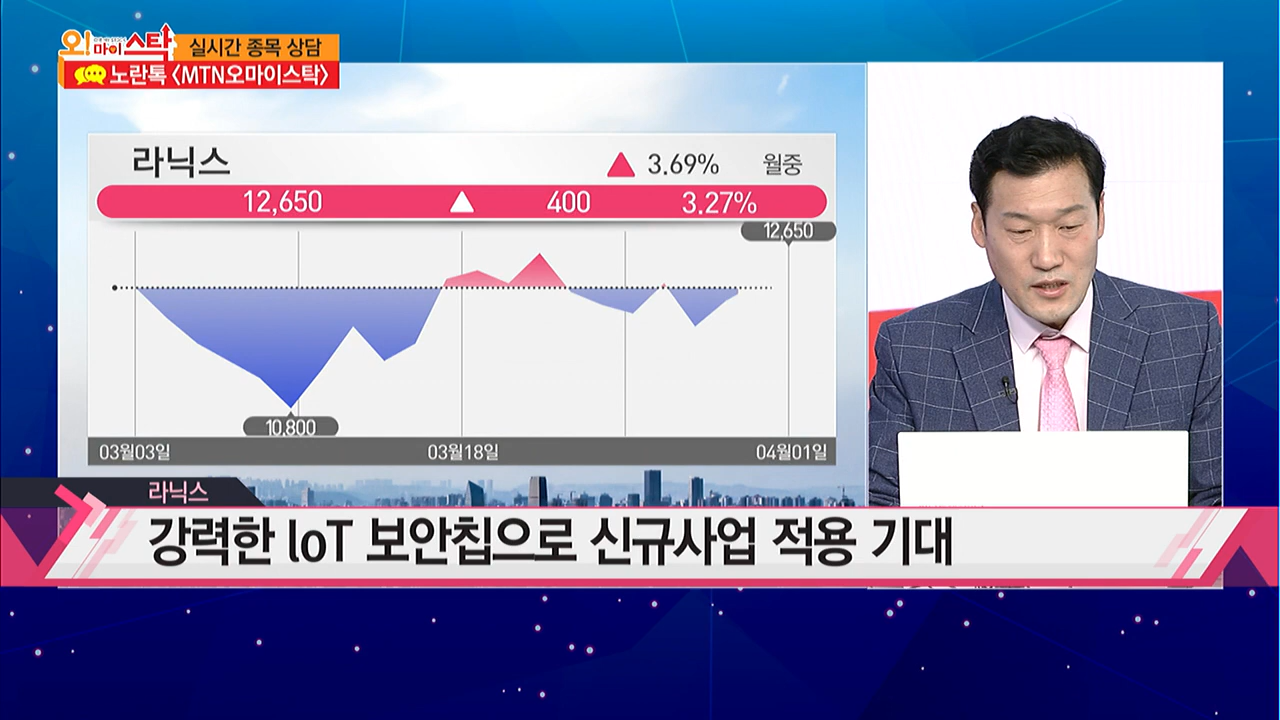 오! 마이 스탁
실시간 종목 상담
노란톡 〈MTN오마이스탁〉
라닉스
▲ 3.69% 월중
12,650 ▲ 400 3.27%
12,650
10,800
03월03일 03월18일 04월01일
라닉스
강력한 IoT 보안칩으로 신규사업 적용 기대